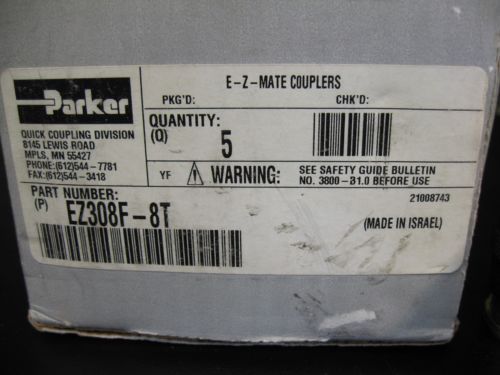 Parker
E-Z-MATE COUPLERS
PKG'D: CHK'D:
QUICK COUPLING DIVISION
8145 LEWIS ROAD
MPLS, MN 55427
PHONE:(612)544-7781
FAX:(612)544-3418
QUANTITY:
(Q) 5
YF WARNING: SEE SAFETY GUIDE BULLETIN
NO. 3800-B1.0 BEFORE USE
PART NUMBER:
(P) EZ308F-8T
21008743
(MADE IN ISRAEL)